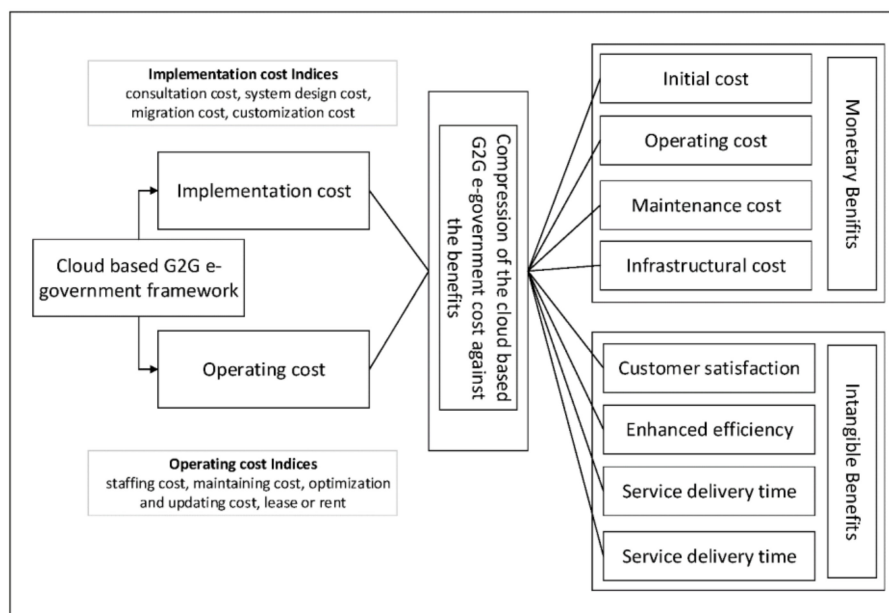 Implementation cost Indices
consultation cost, system design cost,
migration cost, customization cost
Implementation cost
Cloud based G2G e-
government framework
Operating cost
Operating cost Indices
staffing cost, maintaining cost, optimization
and updating cost, lease or rent
Compression of the cloud based
G2G e-government cost against
the benefits
Initial cost
Operating cost
Maintenance cost
Infrastructural cost
Monetary Benifits
Customer satisfaction
Enhanced efficiency
Service delivery time
Service delivery time
Intangible Benefits